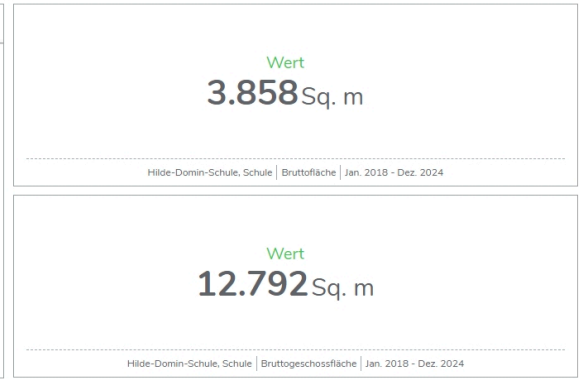 Wert
3.858 Sq. m
Hilde-Domin-Schule, Schule | Bruttofläche | Jan. 2018 - Dez. 2024
Wert
12.792 Sq. m
Hilde-Domin-Schule, Schule | Bruttogeschossfläche | Jan. 2018 - Dez. 2024